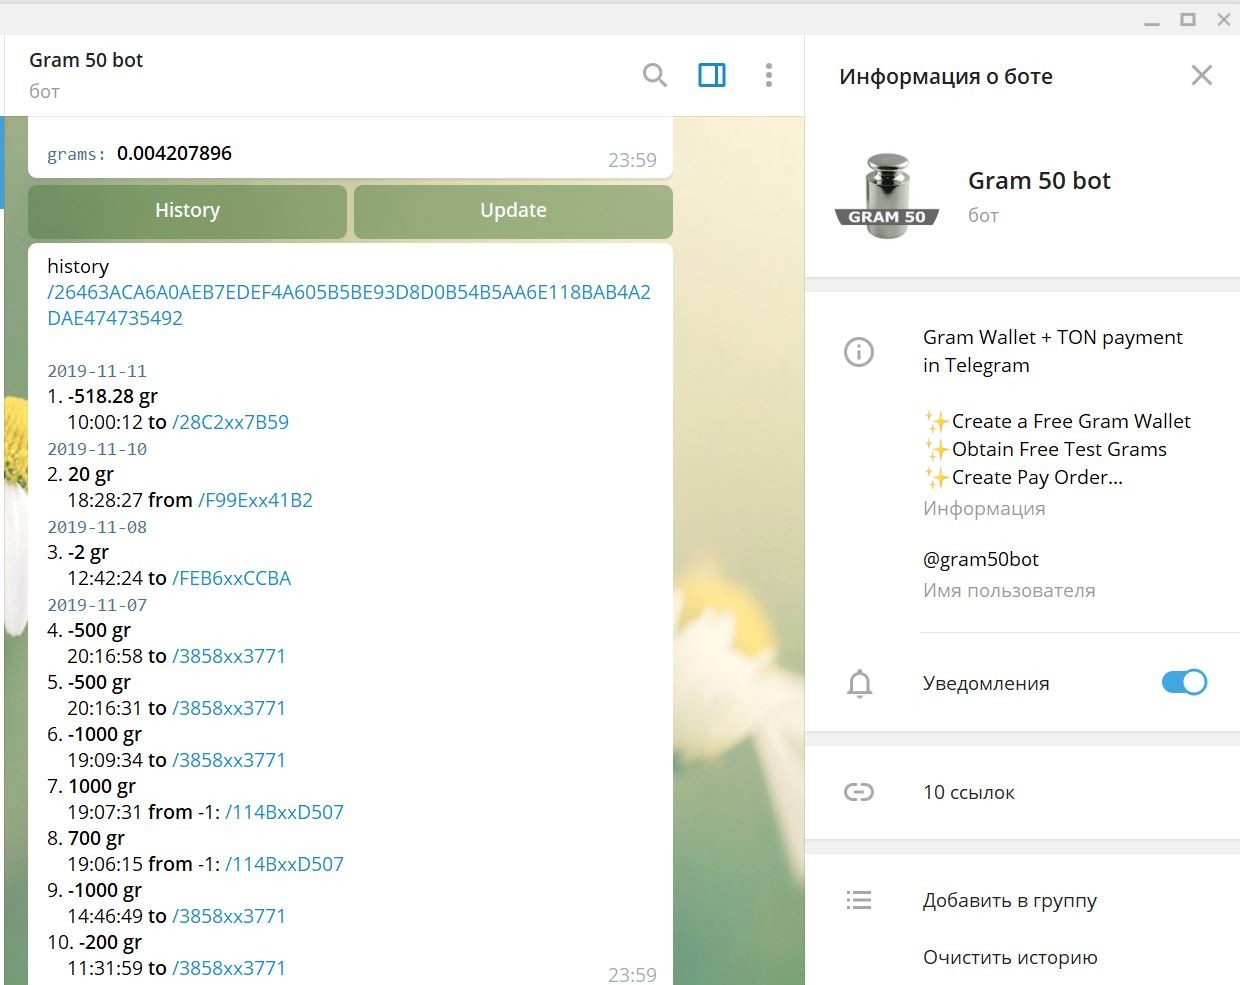 Gram 50 bot
бот
grams: 0.004207896
23:59
History
Update
history
/26463ACA6A0AEB7EDEF4A605B5BE93D8D0B54B5AA6E118BAB4A2
DAE474735492
2019-11-11
1. -518.28 gr
10:00:12 to /28C2xx7B59
2019-11-10
2. 20 gr
18:28:27 from /F99Exx41B2
2019-11-08
3. -2 gr
12:42:24 to /FEB6xxCCBA
2019-11-07
4. -500 gr
20:16:58 to /3858xx3771
5. -500 gr
20:16:31 to /3858xx3771
6. -1000 gr
19:09:34 to /3858xx3771
7. 1000 gr
19:07:31 from -1: /114BxxD507
8. 700 gr
19:06:15 from -1: /114BxxD507
9. -1000 gr
14:46:49 to /3858xx3771
10. -200 gr
11:31:59 to /3858xx3771
23:59
Информация о боте
GRAM 50
Gram 50 bot
бот
Gram Wallet + TON payment
in Telegram
✨Create a Free Gram Wallet
✨Obtain Free Test Grams
✨Create Pay Order...
Информация
@gram50bot
Имя пользователя
Уведомления
10 ссылок
Добавить в группу
Очистить историю